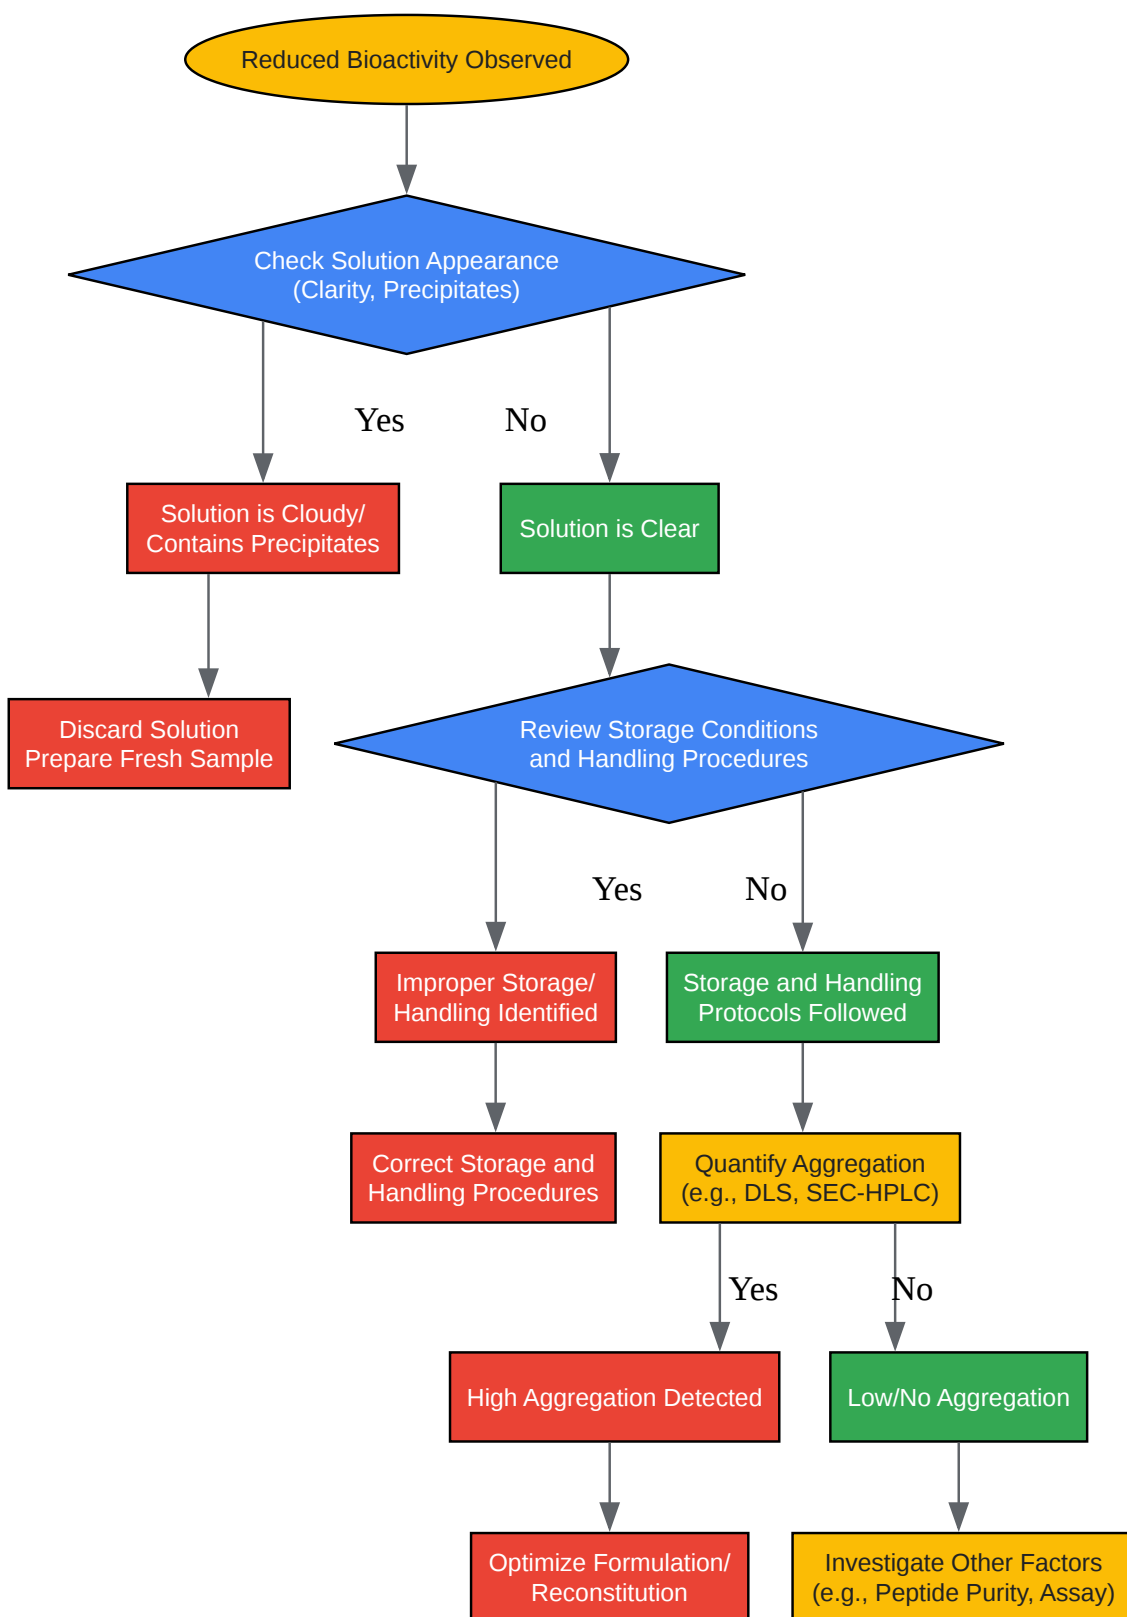 Reduced Bioactivity Observed
Check Solution Appearance
(Clarity, Precipitates)
Yes
No
Solution is Cloudy/
Contains Precipitates
Solution is Clear
Discard Solution
Prepare Fresh Sample
Review Storage Conditions
and Handling Procedures
Yes
No
Improper Storage/
Handling Identified
Storage and Handling
Protocols Followed
Correct Storage and
Handling Procedures
Quantify Aggregation
(e.g., DLS, SEC-HPLC)
Yes
No
High Aggregation Detected
Low/No Aggregation
Optimize Formulation/
Reconstitution
Investigate Other Factors
(e.g., Peptide Purity, Assay)